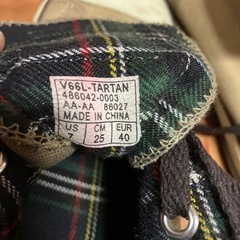 V66L-TARTAN
486042-0003
AA-AA 86027
MADE IN CHINA
US CM EUR
7 25 40